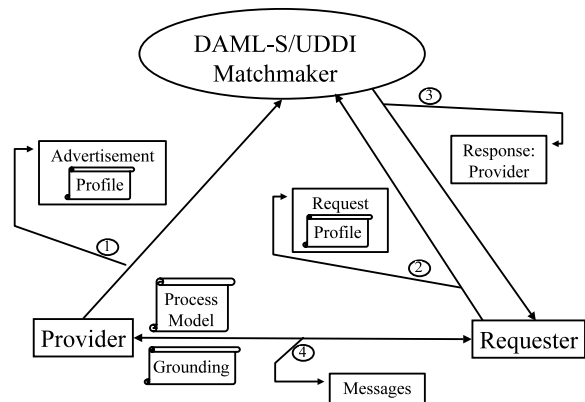 DAML-S/UDDI
Matchmaker
3
Advertisement
Profile
Response:
Provider
Request
Profile
1
2
Process
Model
Provider
Requester
4
Grounding
Messages